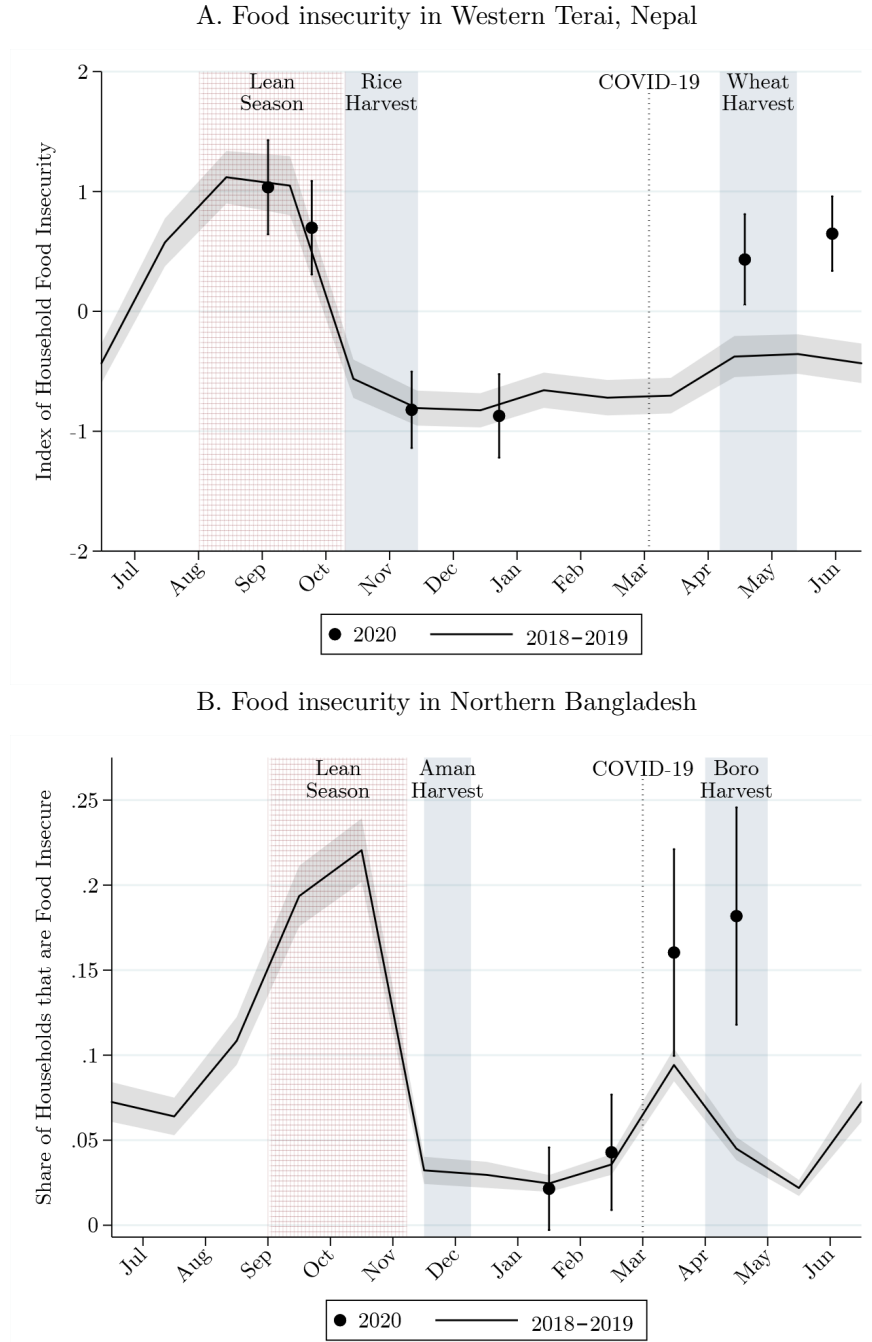 A. Food insecurity in Western Terai, Nepal
Lean
Season
Rice
Harvest
COVID-19
Wheat
Harvest
Index of Household Food Insecurity
2
1
0
-1
-2
Jul
Aug
Sep
Oct
Nov
Dec
Jan
Feb
Mar
Apr
May
Jun
2020
2018-2019
B. Food insecurity in Northern Bangladesh
Lean
Season
Aman
Harvest
COVID-19
Boro
Harvest
Share of Households that are Food Insecure
.25
.2
.15
.1
.05
0
Jul
Aug
Sep
Oct
Nov
Dec
Jan
Feb
Mar
Apr
May
Jun
2020
2018-2019